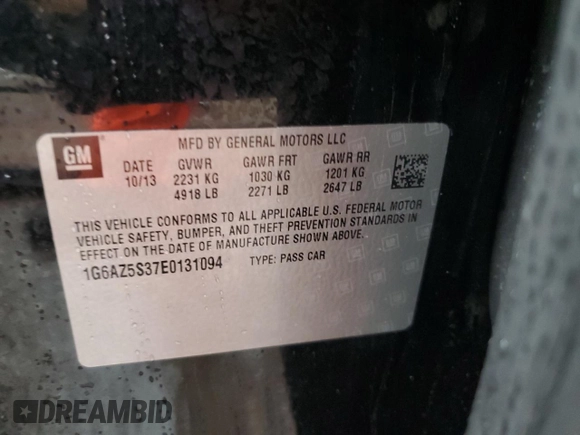 GM
MFD BY GENERAL MOTORS LLC
DATE GVWR GAWR FRT GAWR RR
10/13 2231 KG 1030 KG 1201 KG
4918 LB 2271 LB 2647 LB
THIS VEHICLE CONFORMS TO ALL APPLICABLE U.S. FEDERAL MOTOR
VEHICLE SAFETY, BUMPER, AND THEFT PREVENTION STANDARDS IN
EFFECT ON THE DATE OF MANUFACTURE SHOWN ABOVE.
1G6AZ5S37E0131094 TYPE: PASS CAR
DREAMBID